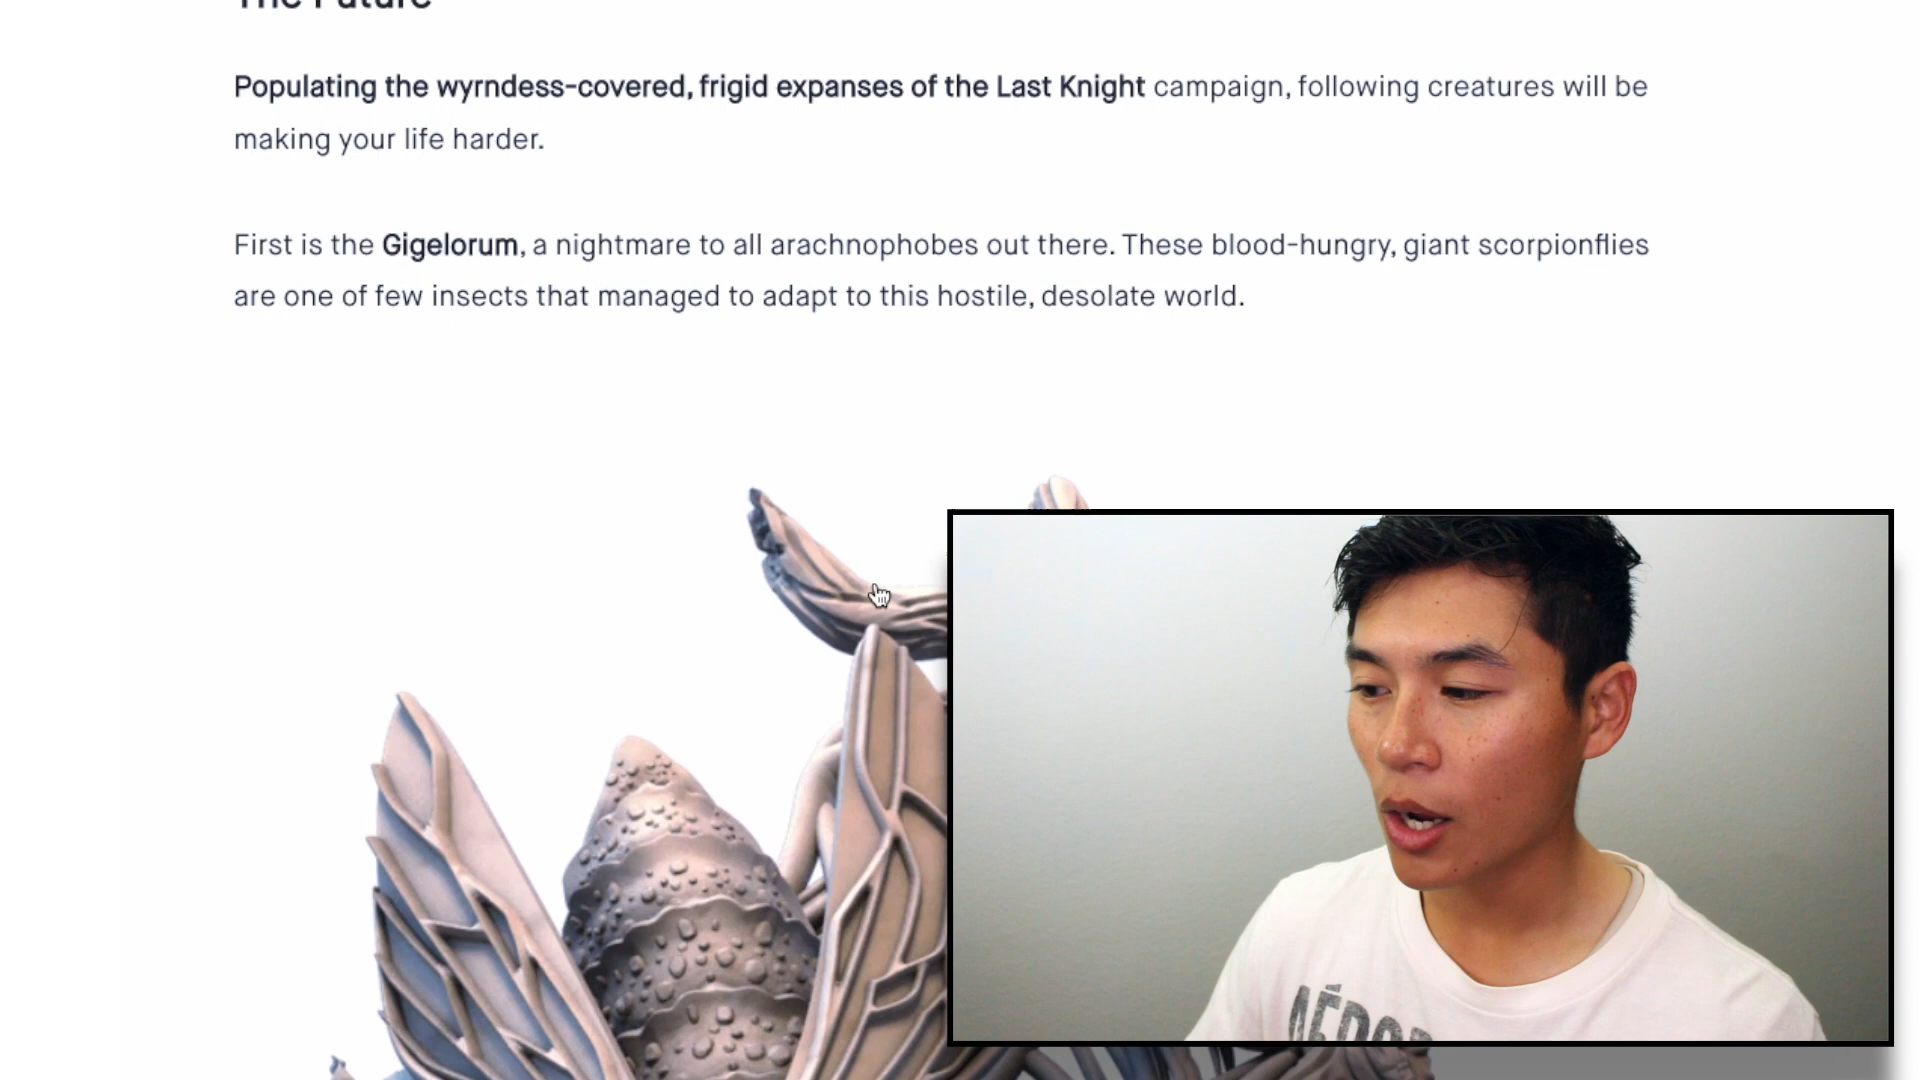 The Future
Populating the wyrndess-covered, frigid expanses of the Last Knight campaign, following creatures will be
making your life harder.
First is the Gigelorum, a nightmare to all arachnophobes out there. These blood-hungry, giant scorpionflies
are one of few insects that managed to adapt to this hostile, desolate world.